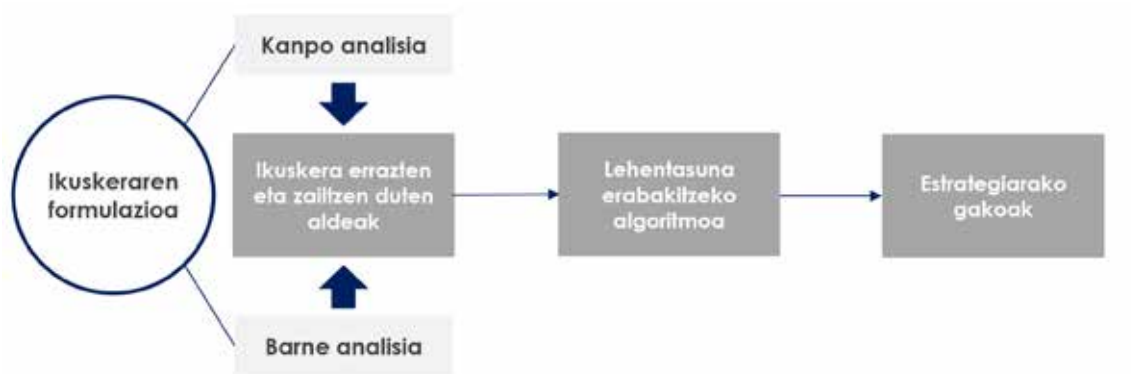 Kanpo analisia
Ikuskeraren
formulazioa
Ikuskera errazten
eta zailtzen duten
aldeak
Lehentasuna
erabakitzeko
algoritmoa
Estrategiarako
gakoak
Barne analisia